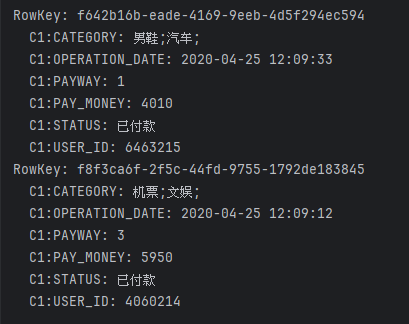 RowKey: f642b16b-eade-4169-9eeb-4d5f294ec594
C1:CATEGORY: 男鞋;汽车;
C1:OPERATION_DATE: 2020-04-25 12:09:33
C1:PAYWAY: 1
C1:PAY_MONEY: 4010
C1:STATUS: 已付款
C1:USER_ID: 6463215
RowKey: f8f3ca6f-2f5c-44fd-9755-1792de183845
C1:CATEGORY: 机票;文娱;
C1:OPERATION_DATE: 2020-04-25 12:09:12
C1:PAYWAY: 3
C1:PAY_MONEY: 5950
C1:STATUS: 已付款
C1:USER_ID: 4060214